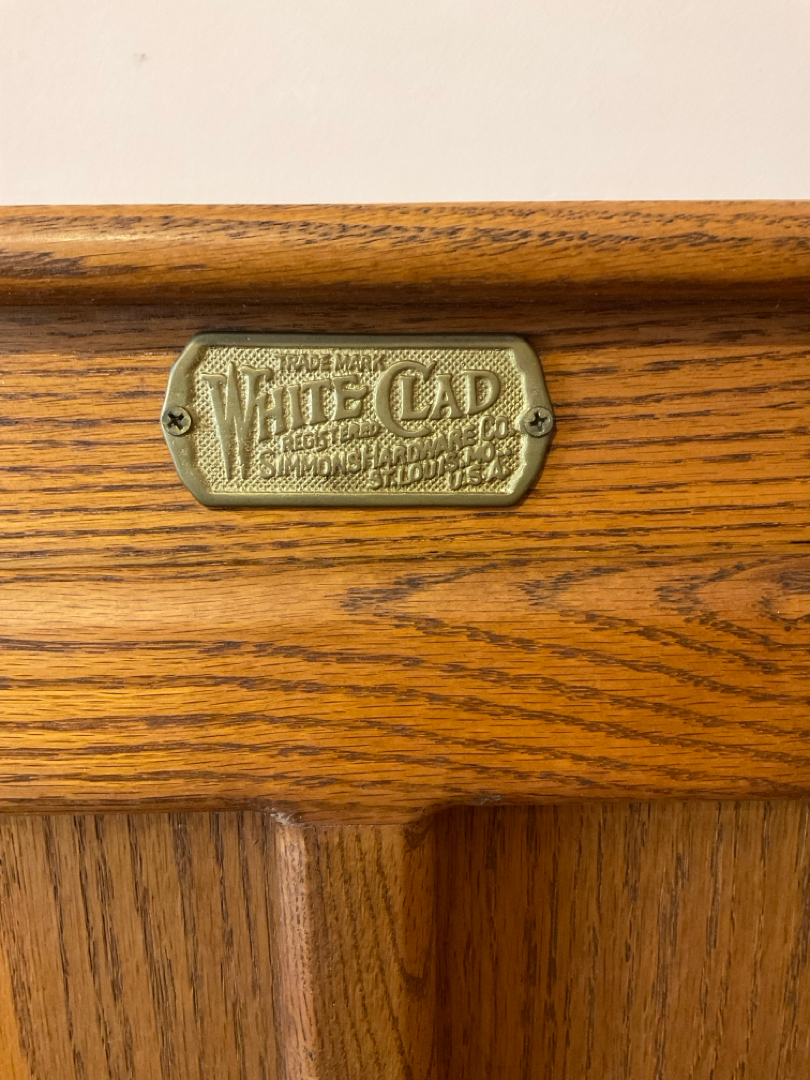 TRADE MARK
WHITE CLAD
REGISTERED
SIMMONS HARDWARE CO.
ST. LOUIS, MO.
U.S.A.